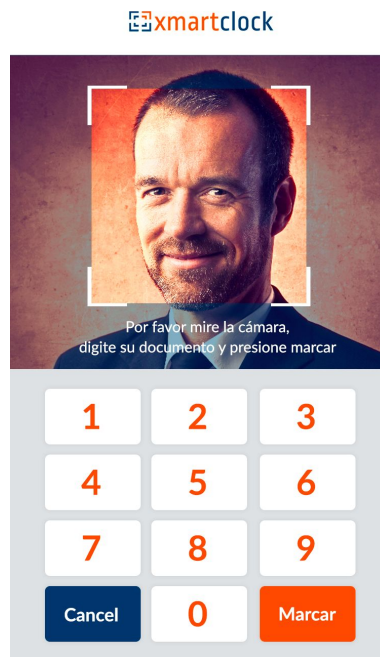 xmartclock
Por favor mire la cámara,
digite su documento y presione marcar
1 2 3
4 5 6
7 8 9
Cancel 0 Marcar